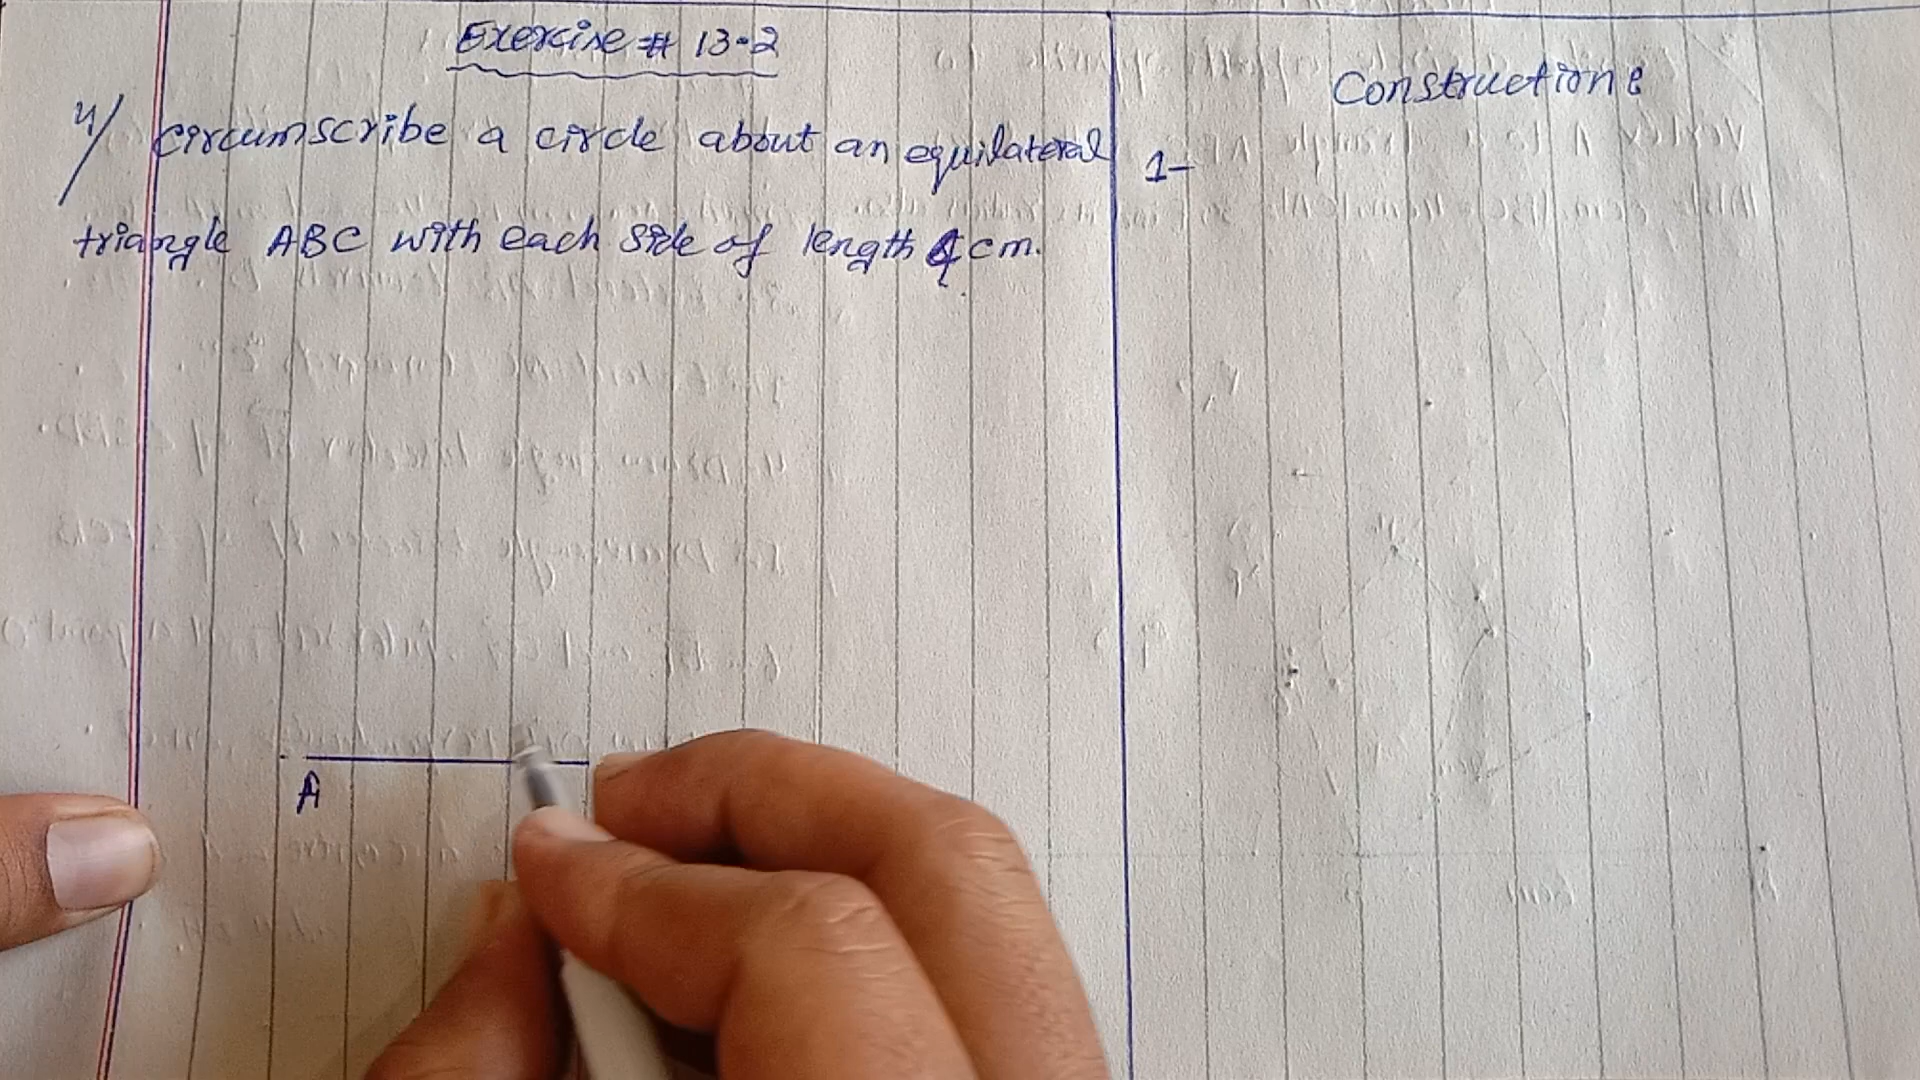 Exercise # 13-2
4/ circumscribe a circle about an equilateral
triangle ABC with each side of length 4cm.
A
Construction:
1-